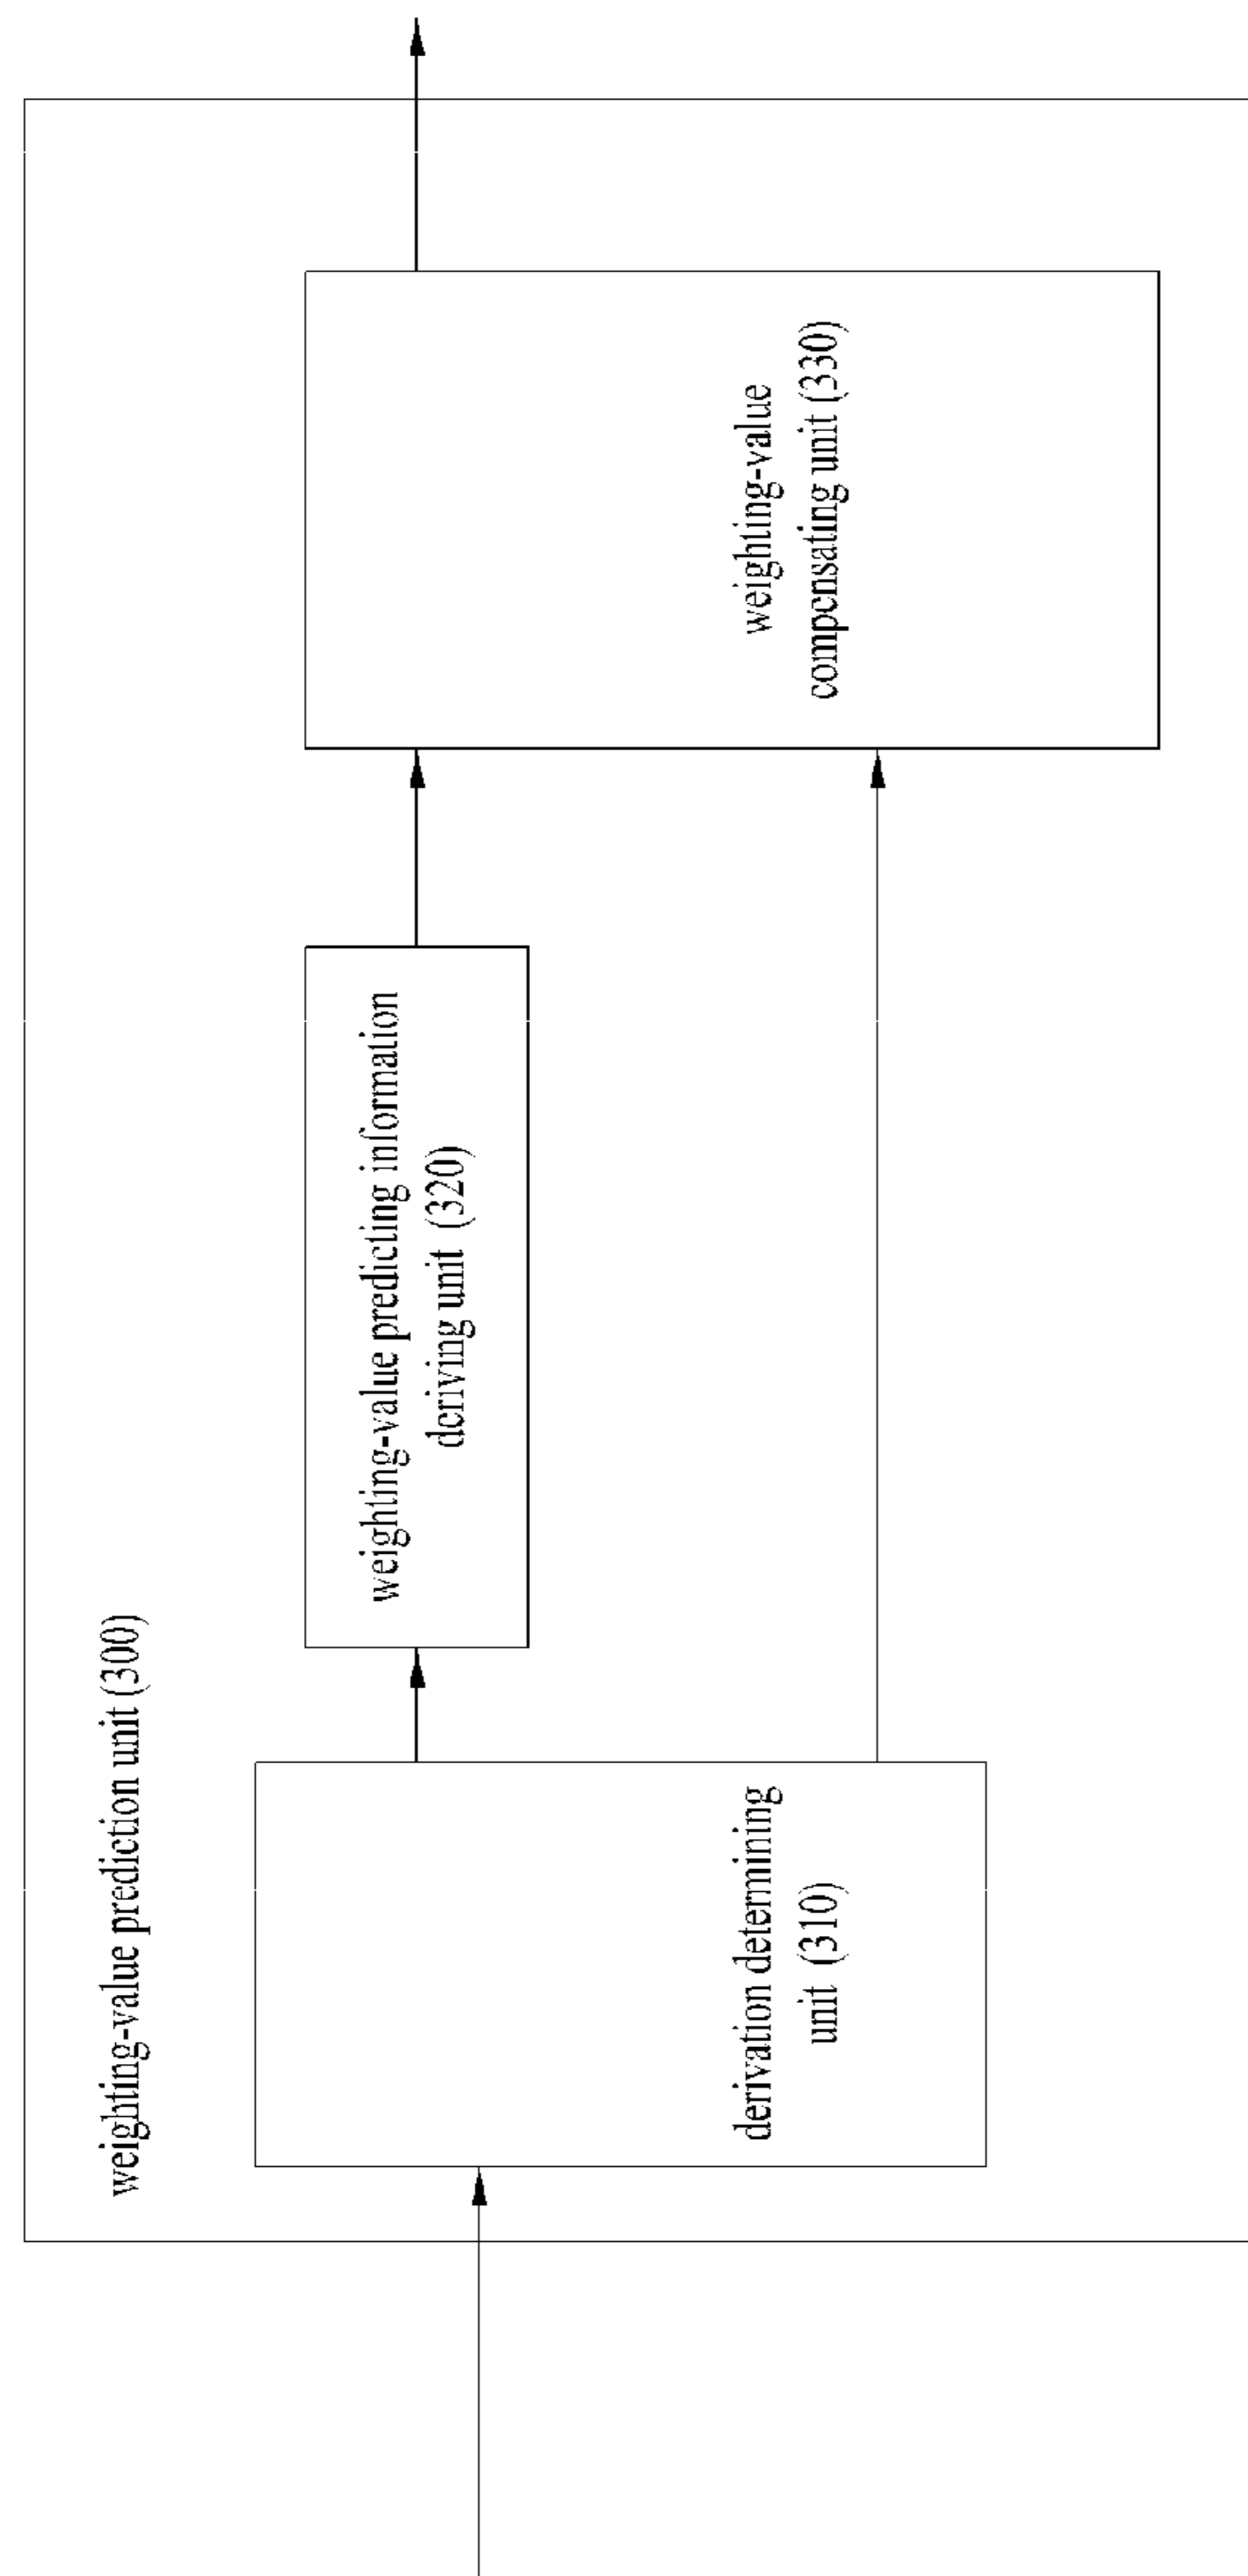 weighting-value prediction unit (300)
derivation determining
unit (310)
weighting-value predicting information
deriving unit (320)
weighting-value
compensating unit (330)